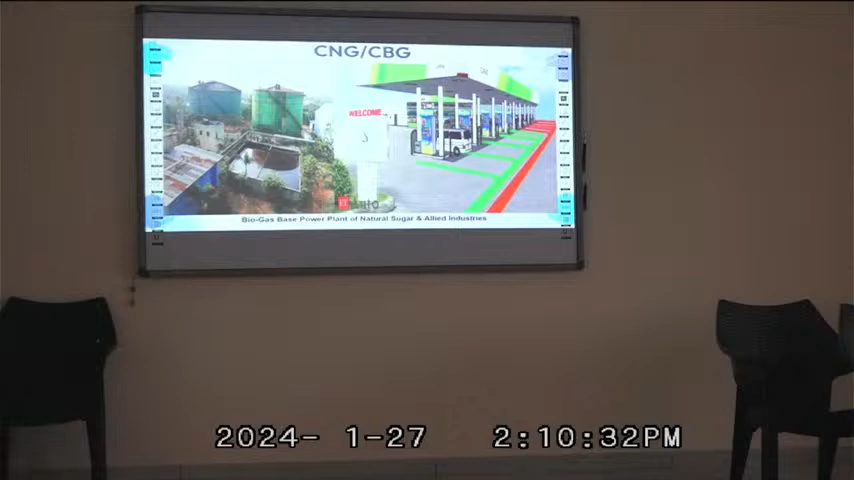 CNG/CBG
WELCOME
Bio-Gas Base Power Plant of Natural Sugar & Allied Industries
2024- 1-27 2:10:32PM